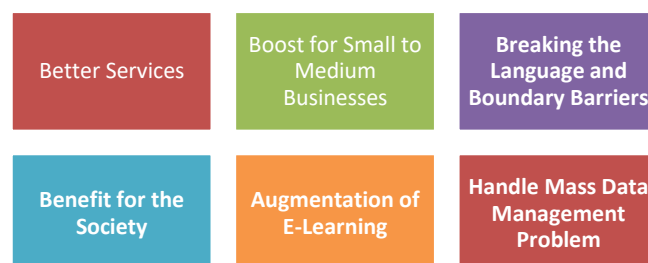 Better Services
Boost for Small to
Medium
Businesses
Breaking the
Language and
Boundary Barriers
Benefit for the
Society
Augmentation of
E-Learning
Handle Mass Data
Management
Problem